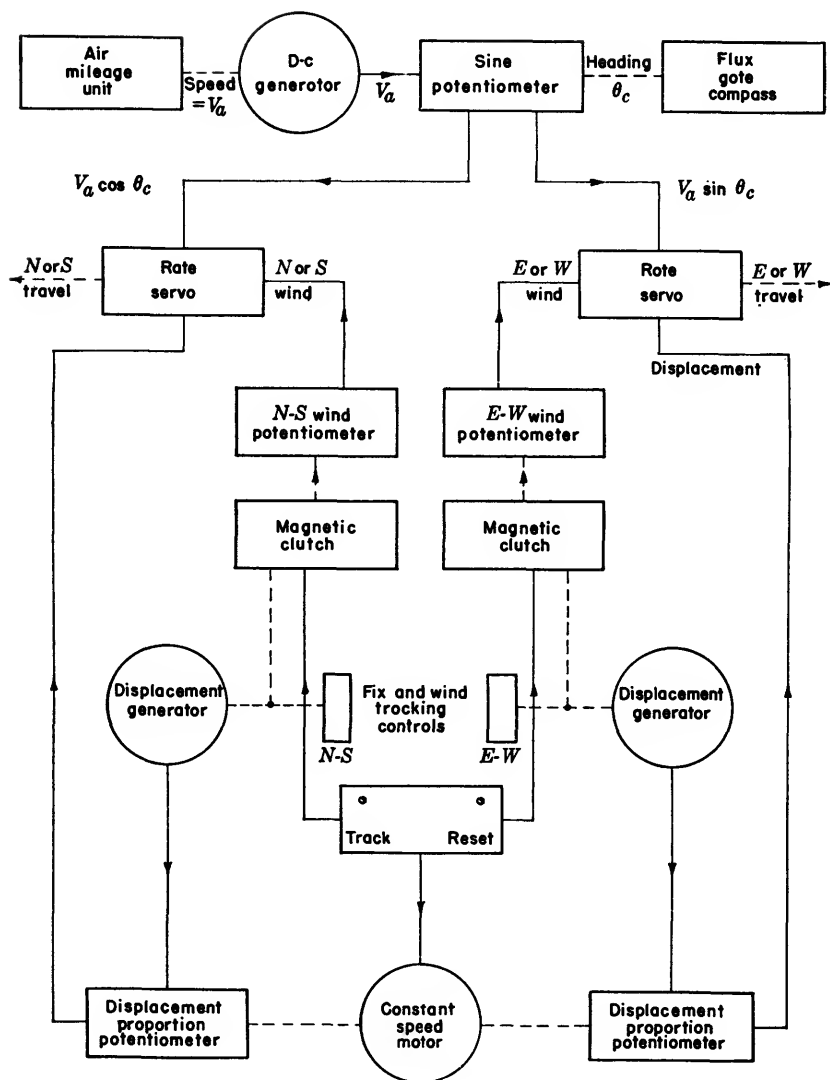 Air
mileage
unit
Speed
=Va
D-c
generotor
Va
Sine
potentiometer
Heading
θc
Flux
gote
compass
Va cos θc
Va sin θc
N or S
travel
Rate
servo
N or S
wind
E or W
wind
Rote
servo
E or W
travel
Displacement
N-S wind
potentiometer
E-W wind
potentiometer
Magnetic
clutch
Magnetic
clutch
Displacement
generator
Fix and wind
trocking
controls
N-S
E-W
Displacement
generator
Track
Reset
Displacement
proportion
potentiometer
Constant
speed
motor
Displacement
proportion
potentiometer